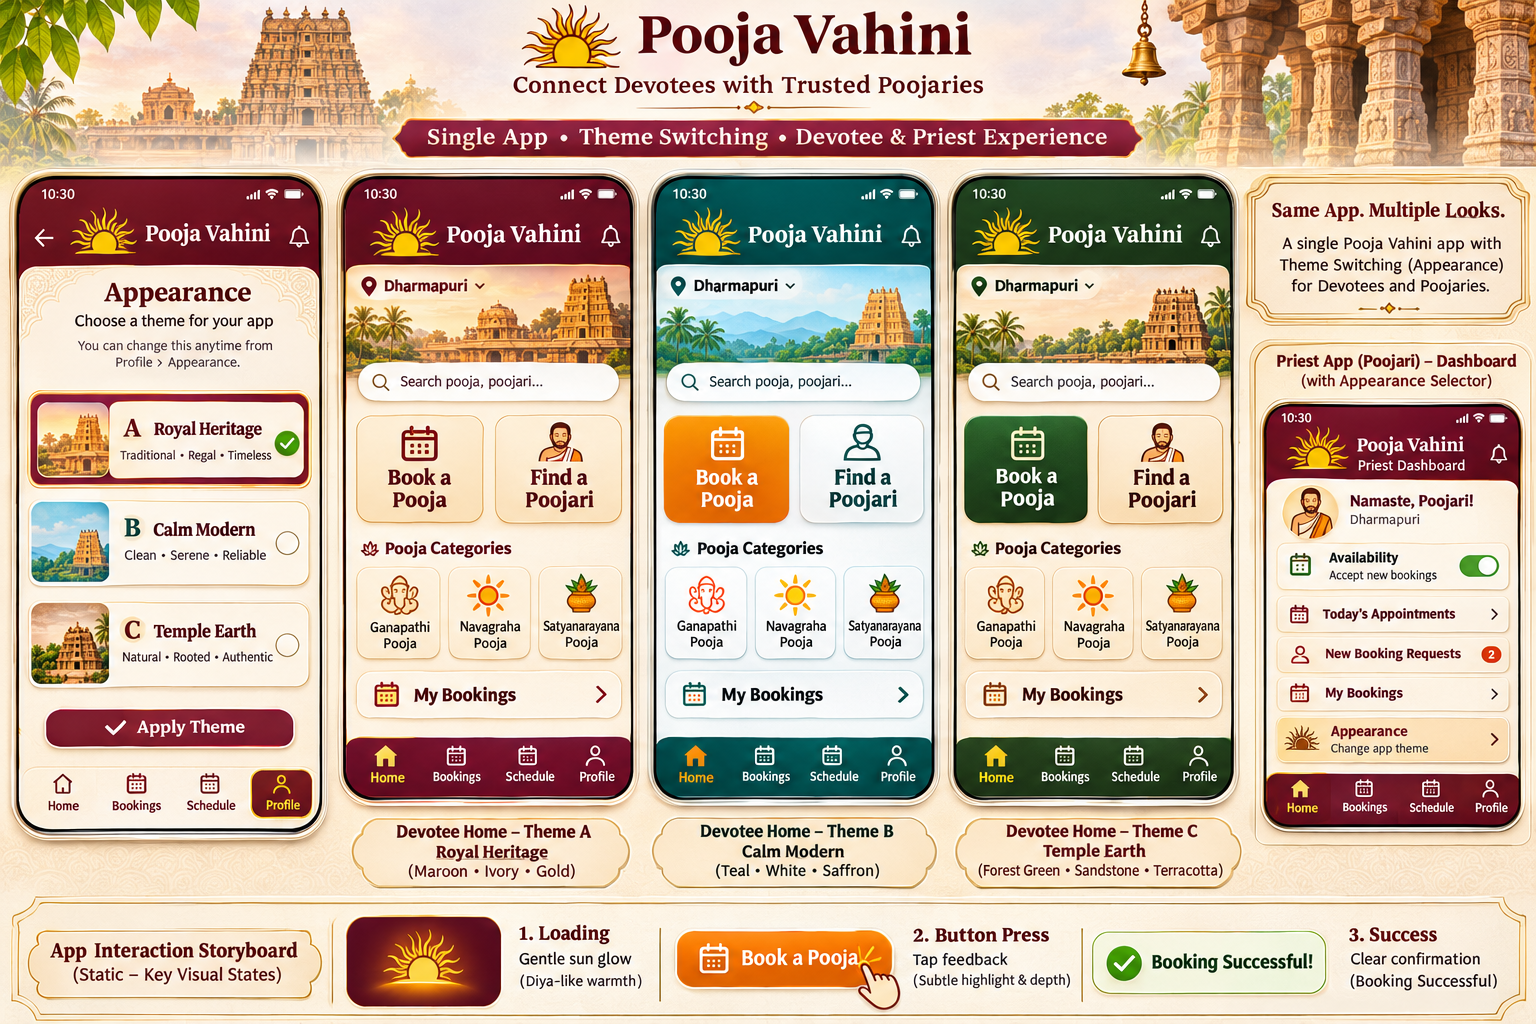 Pooja Vahini
Connect Devotees with Trusted Poojaries
Single App • Theme Switching • Devotee & Priest Experience
10:30
Pooja Vahini
Appearance
Choose a theme for your app
You can change this anytime from
Profile > Appearance.
A Royal Heritage
Traditional • Regal • Timeless
B Calm Modern
Clean • Serene • Reliable
C Temple Earth
Natural • Rooted • Authentic
Apply Theme
Home Bookings Schedule Profile
10:30
Pooja Vahini
Dharmapuri
Search pooja, poojari...
Book a
Pooja
Find a
Poojari
Pooja Categories
Ganapathi
Pooja
Navagraha
Pooja
Satyanarayana
Pooja
My Bookings
Home Bookings Schedule Profile
Devotee Home – Theme A
Royal Heritage
(Maroon • Ivory • Gold)
10:30
Pooja Vahini
Dharmapuri
Search pooja, poojari...
Book a
Pooja
Find a
Poojari
Pooja Categories
Ganapathi
Pooja
Navagraha
Pooja
Satyanarayana
Pooja
My Bookings
Home Bookings Schedule Profile
Devotee Home – Theme B
Calm Modern
(Teal • White • Saffron)
10:30
Pooja Vahini
Dharmapuri
Search pooja, poojari...
Book a
Pooja
Find a
Poojari
Pooja Categories
Ganapathi
Pooja
Navagraha
Pooja
Satyanarayana
Pooja
My Bookings
Home Bookings Schedule Profile
Devotee Home – Theme C
Temple Earth
(Forest Green • Sandstone • Terracotta)
Same App. Multiple Looks.
A single Pooja Vahini app with
Theme Switching (Appearance)
for Devotees and Poojaries.
Priest App (Poojari) – Dashboard
(with Appearance Selector)
10:30
Pooja Vahini
Priest Dashboard
Namaste, Poojari!
Dharmapuri
Availability
Accept new bookings
Today's Appointments
New Booking Requests 2
My Bookings
Appearance
Change app theme
Home Bookings Schedule Profile
App Interaction Storyboard
(Static – Key Visual States)
1. Loading
Gentle sun glow
(Diya-like warmth)
Book a Pooja
2. Button Press
Tap feedback
(Subtle highlight & depth)
Booking Successful!
3. Success
Clear confirmation
(Booking Successful)